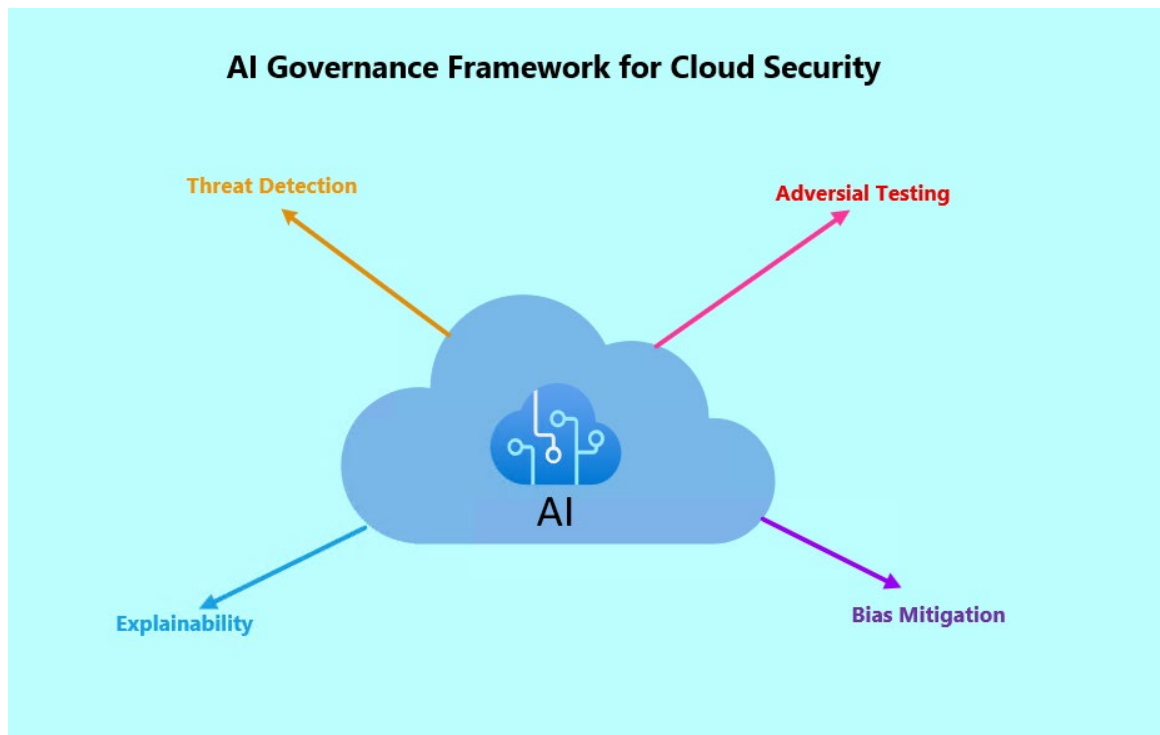 AI Governance Framework for Cloud Security
Threat Detection
Adversial Testing
AI
Explainability
Bias Mitigation